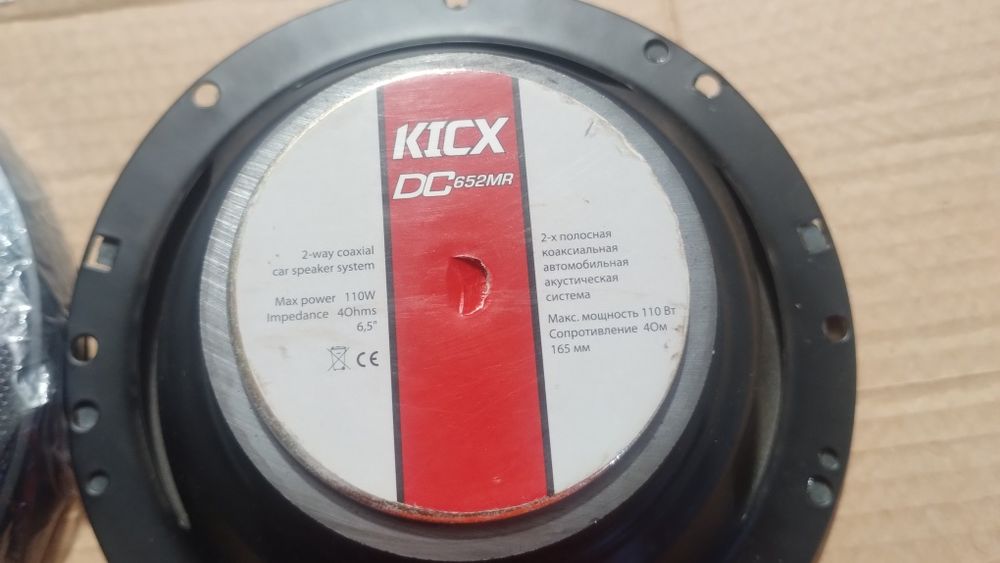 KICX
DC652MR
2-way coaxial
car speaker system
Max power 110W
Impedance 4Ohms
6,5"
CE
2-х полосная
коаксиальная
автомобильная
акустическая
система
Макс. мощность 110 Вт
Сопротивление 4Ом
165 мм